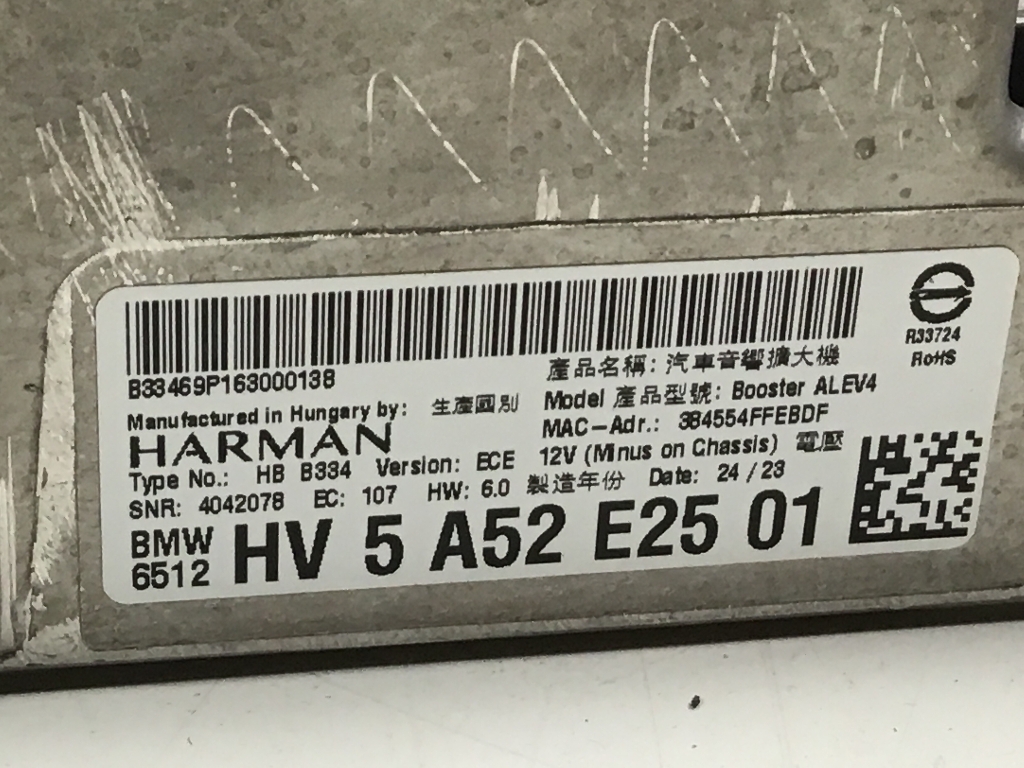 B33469P163000138
R33724
RoHS
產品名稱: 汽車音響擴大機
Manufactured in Hungary by: 生產國別
Model 產品型號: Booster ALEV4
HARMAN
MAC-Adr.: 384554FFEBDF
Type No.: HB B334 Version: ECE 12V (Minus on Chassis) 電壓
SNR: 4042078 EC: 107 HW: 6.0 製造年份 Date: 24 / 23
BMW
6512
HV 5 A52 E25 01